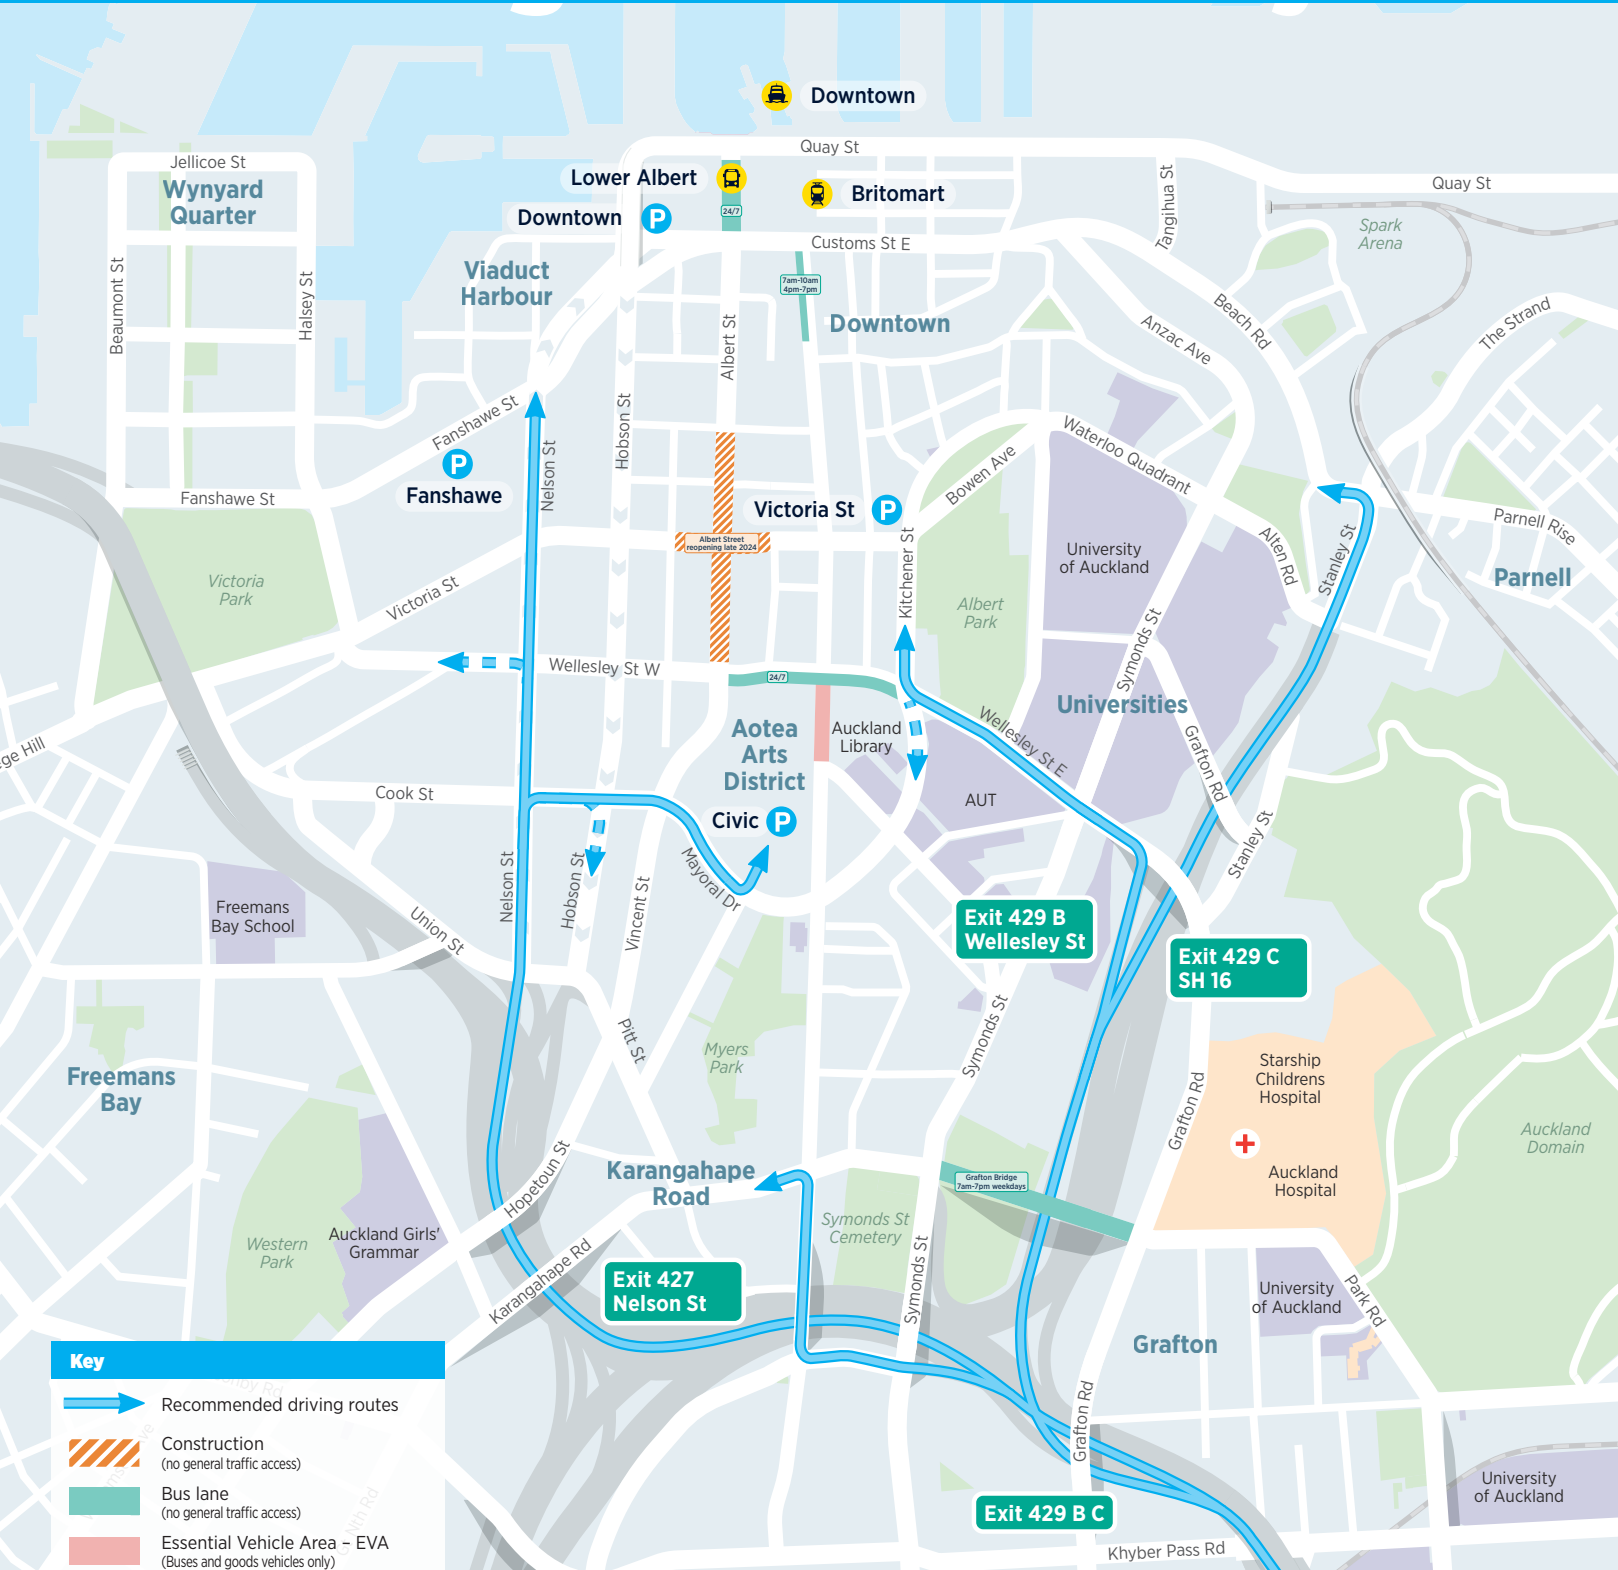 Downtown
Quay St
Jellicoe St
Wynyard
Quarter
Lower Albert
24/7
Britomart
Downtown
Quay St
Tangihua St
Spark
Arena
Customs St E
Viaduct
Harbour
7am-10am
4pm-7pm
Downtown
Beaumont St
Halsey St
Albert St
Beach Rd
Anzac Ave
The Strand
Fanshawe St
Nelson St
Hobson St
Waterloo Quadrant
Bowen Ave
Fanshawe
Fanshawe St
Victoria St
Parnell Rise
Albert Street
reopening late 2024
Kitchener St
University
of Auckland
Alten Rd
Stanley St
Parnell
Victoria
Park
Victoria St
Albert
Park
Symonds St
Wellesley St W
24/7
Universities
Wellesley St E
Aotea
Arts
District
Auckland
Library
Grafton Rd
ege Hill
Cook St
AUT
Civic
Stanley St
Mayoral Dr
Nelson St
Hobson St
Vincent St
Freemans
Bay School
Union St
Exit 429 B
Wellesley St
Exit 429 C
SH 16
Symonds St
Pitt St
Myers
Park
Freemans
Bay
Starship
Childrens
Hospital
Grafton Rd
Auckland
Domain
Auckland
Hospital
Hopetoun St
Karangahape
Road
Grafton Bridge
7am-7pm weekdays
Symonds St
Cemetery
Auckland Girls'
Grammar
Western
Park
Karangahape Rd
Symonds St
Exit 427
Nelson St
University
of Auckland
Park Rd
Grafton
Grafton Rd
Key
Recommended driving routes
Construction
(no general traffic access)
Bus lane
(no general traffic access)
Essential Vehicle Area – EVA
(Buses and goods vehicles only)
University
of Auckland
Exit 429 B C
Khyber Pass Rd